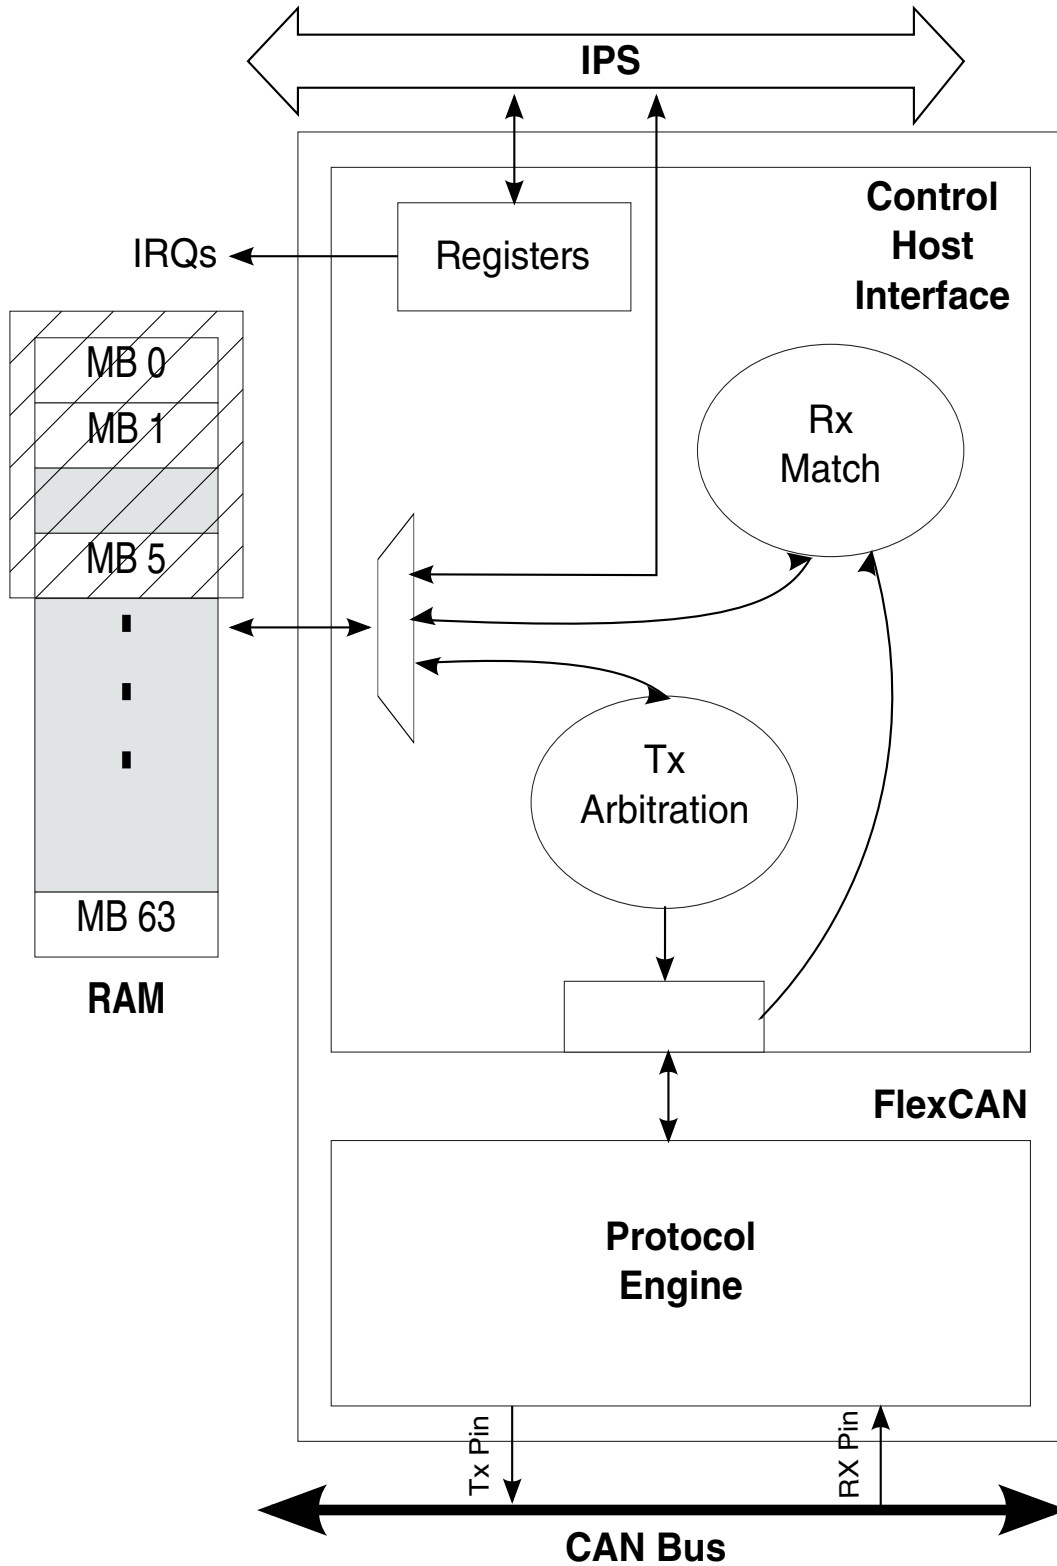 IPS
Control
Host
Interface
IRQs
Registers
MB 0
MB 1
MB 5
MB 63
RAM
Rx
Match
Tx
Arbitration
FlexCAN
Protocol
Engine
Tx Pin
RX Pin
CAN Bus